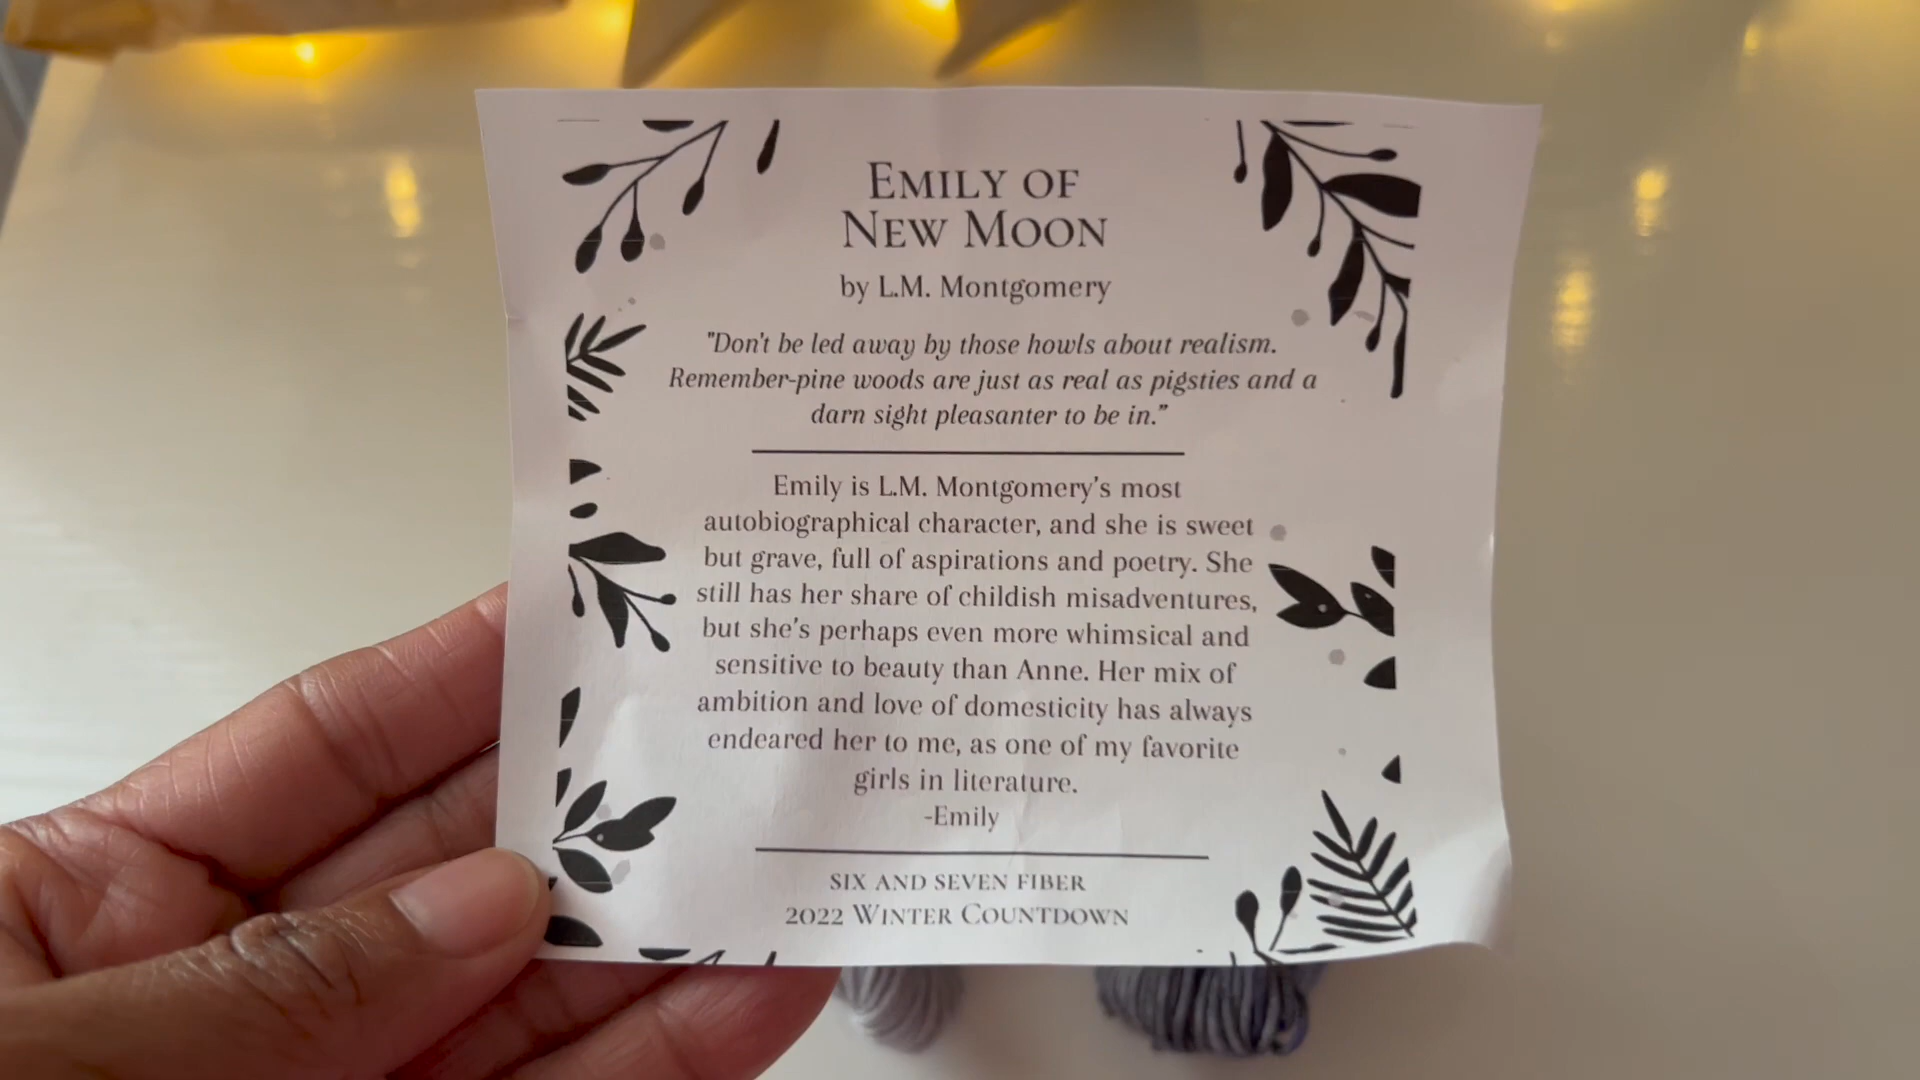 EMILY OF
NEW MOON
by L.M. Montgomery
"Don't be led away by those howls about realism.
Remember-pine woods are just as real as pigsties and a
darn sight pleasanter to be in."
Emily is L.M. Montgomery's most
autobiographical character, and she is sweet
but grave, full of aspirations and poetry. She
still has her share of childish misadventures,
but she's perhaps even more whimsical and
sensitive to beauty than Anne. Her mix of
ambition and love of domesticity has always
endeared her to me, as one of my favorite
girls in literature.
-Emily
SIX AND SEVEN FIBER
2022 WINTER COUNTDOWN